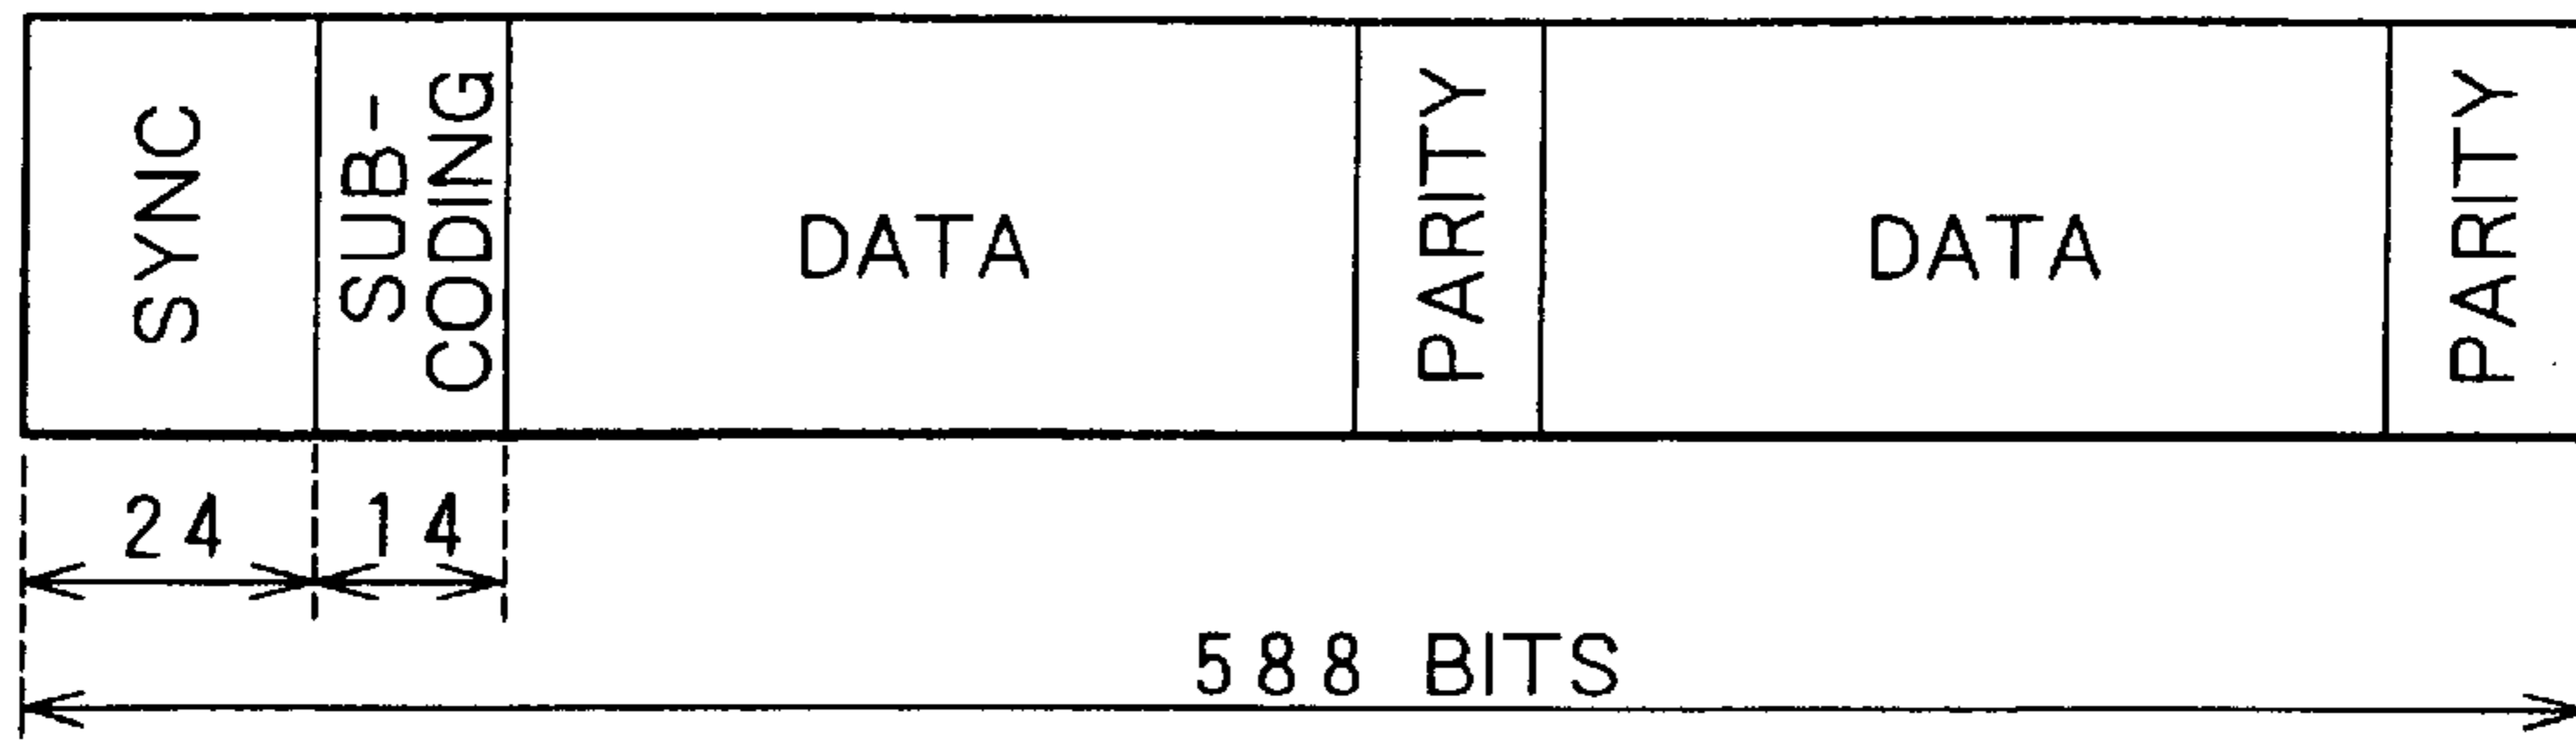 SYNC
SUB-
CODING
DATA
PARITY
DATA
PARITY
24
14
588 BITS